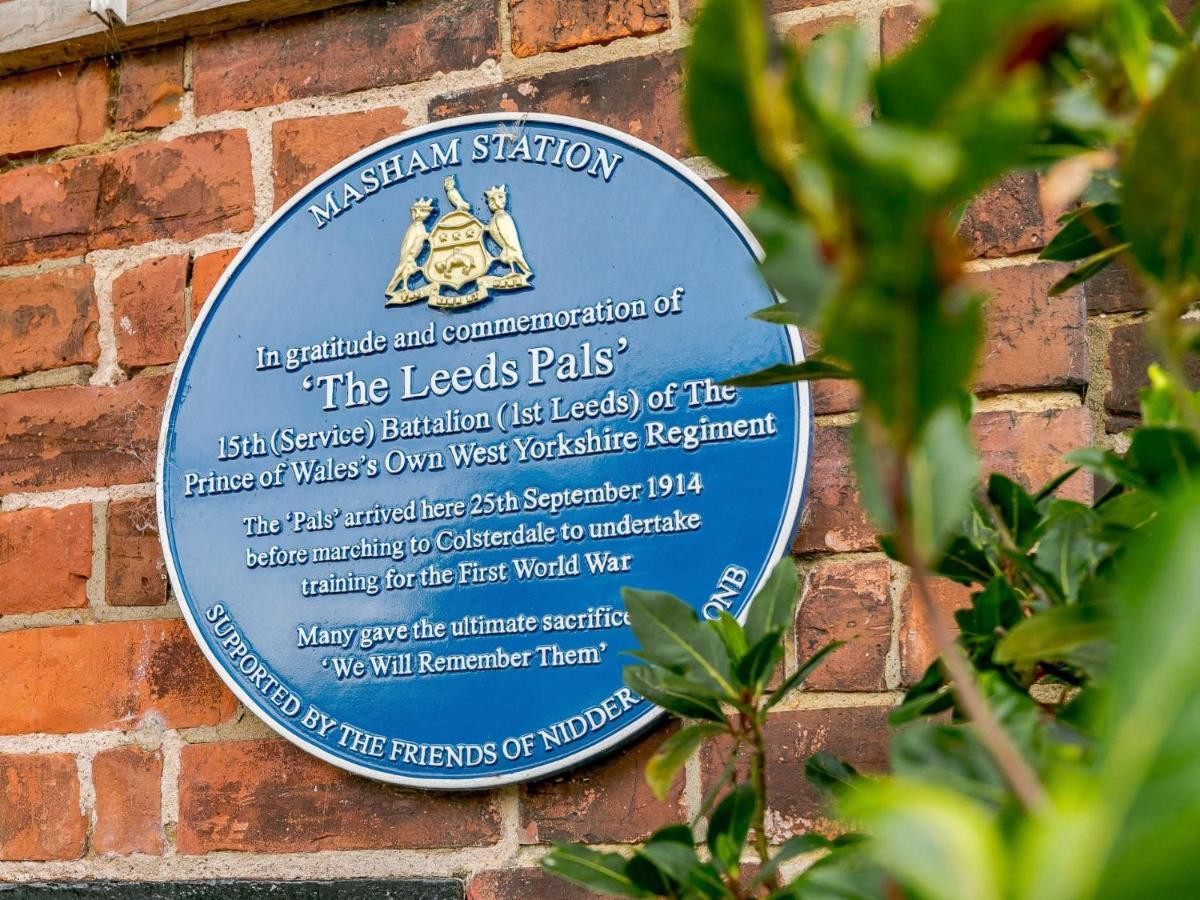 MASHAM STATION
In gratitude and commemoration of
'The Leeds Pals'
15th (Service) Battalion (1st Leeds) of The
Prince of Wales's Own West Yorkshire Regiment
The 'Pals' arrived here 25th September 1914
before marching to Colsterdale to undertake
training for the First World War
Many gave the ultimate sacrifice
'We Will Remember Them'
SUPPORTED BY THE FRIENDS OF